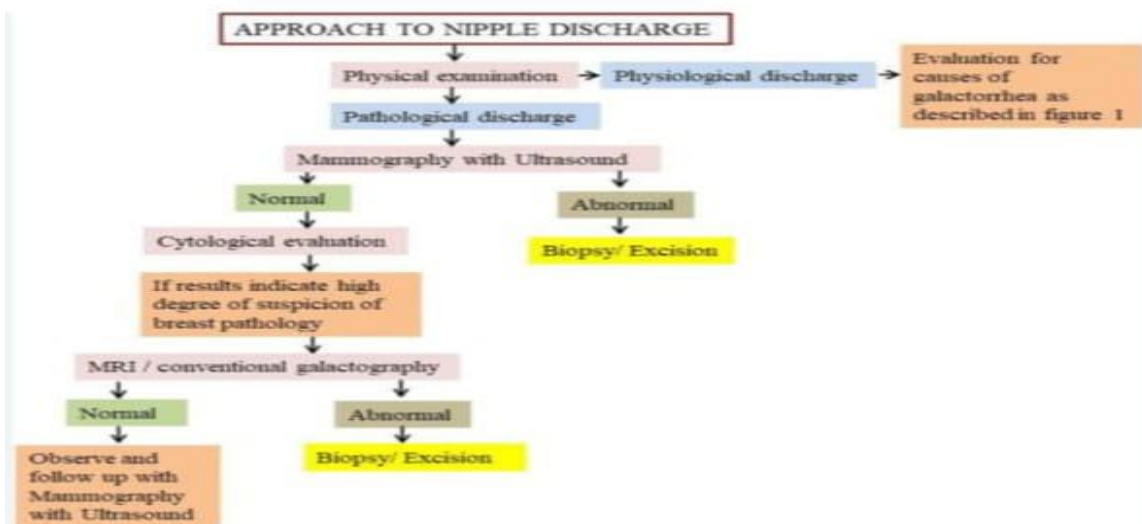 APPROACH TO NIPPLE DISCHARGE
Physical examination
Physiological discharge
Evaluation for
causes of
galactorrhea as
described in figure 1
Pathological discharge
Mammography with Ultrasound
Normal
Abnormal
Cytological evaluation
Biopsy/ Excision
If results indicate high
degree of suspicion of
breast pathology
MRI / conventional galactography
Normal
Abnormal
Observe and
follow up with
Mammography
with Ultrasound
Biopsy/ Excision